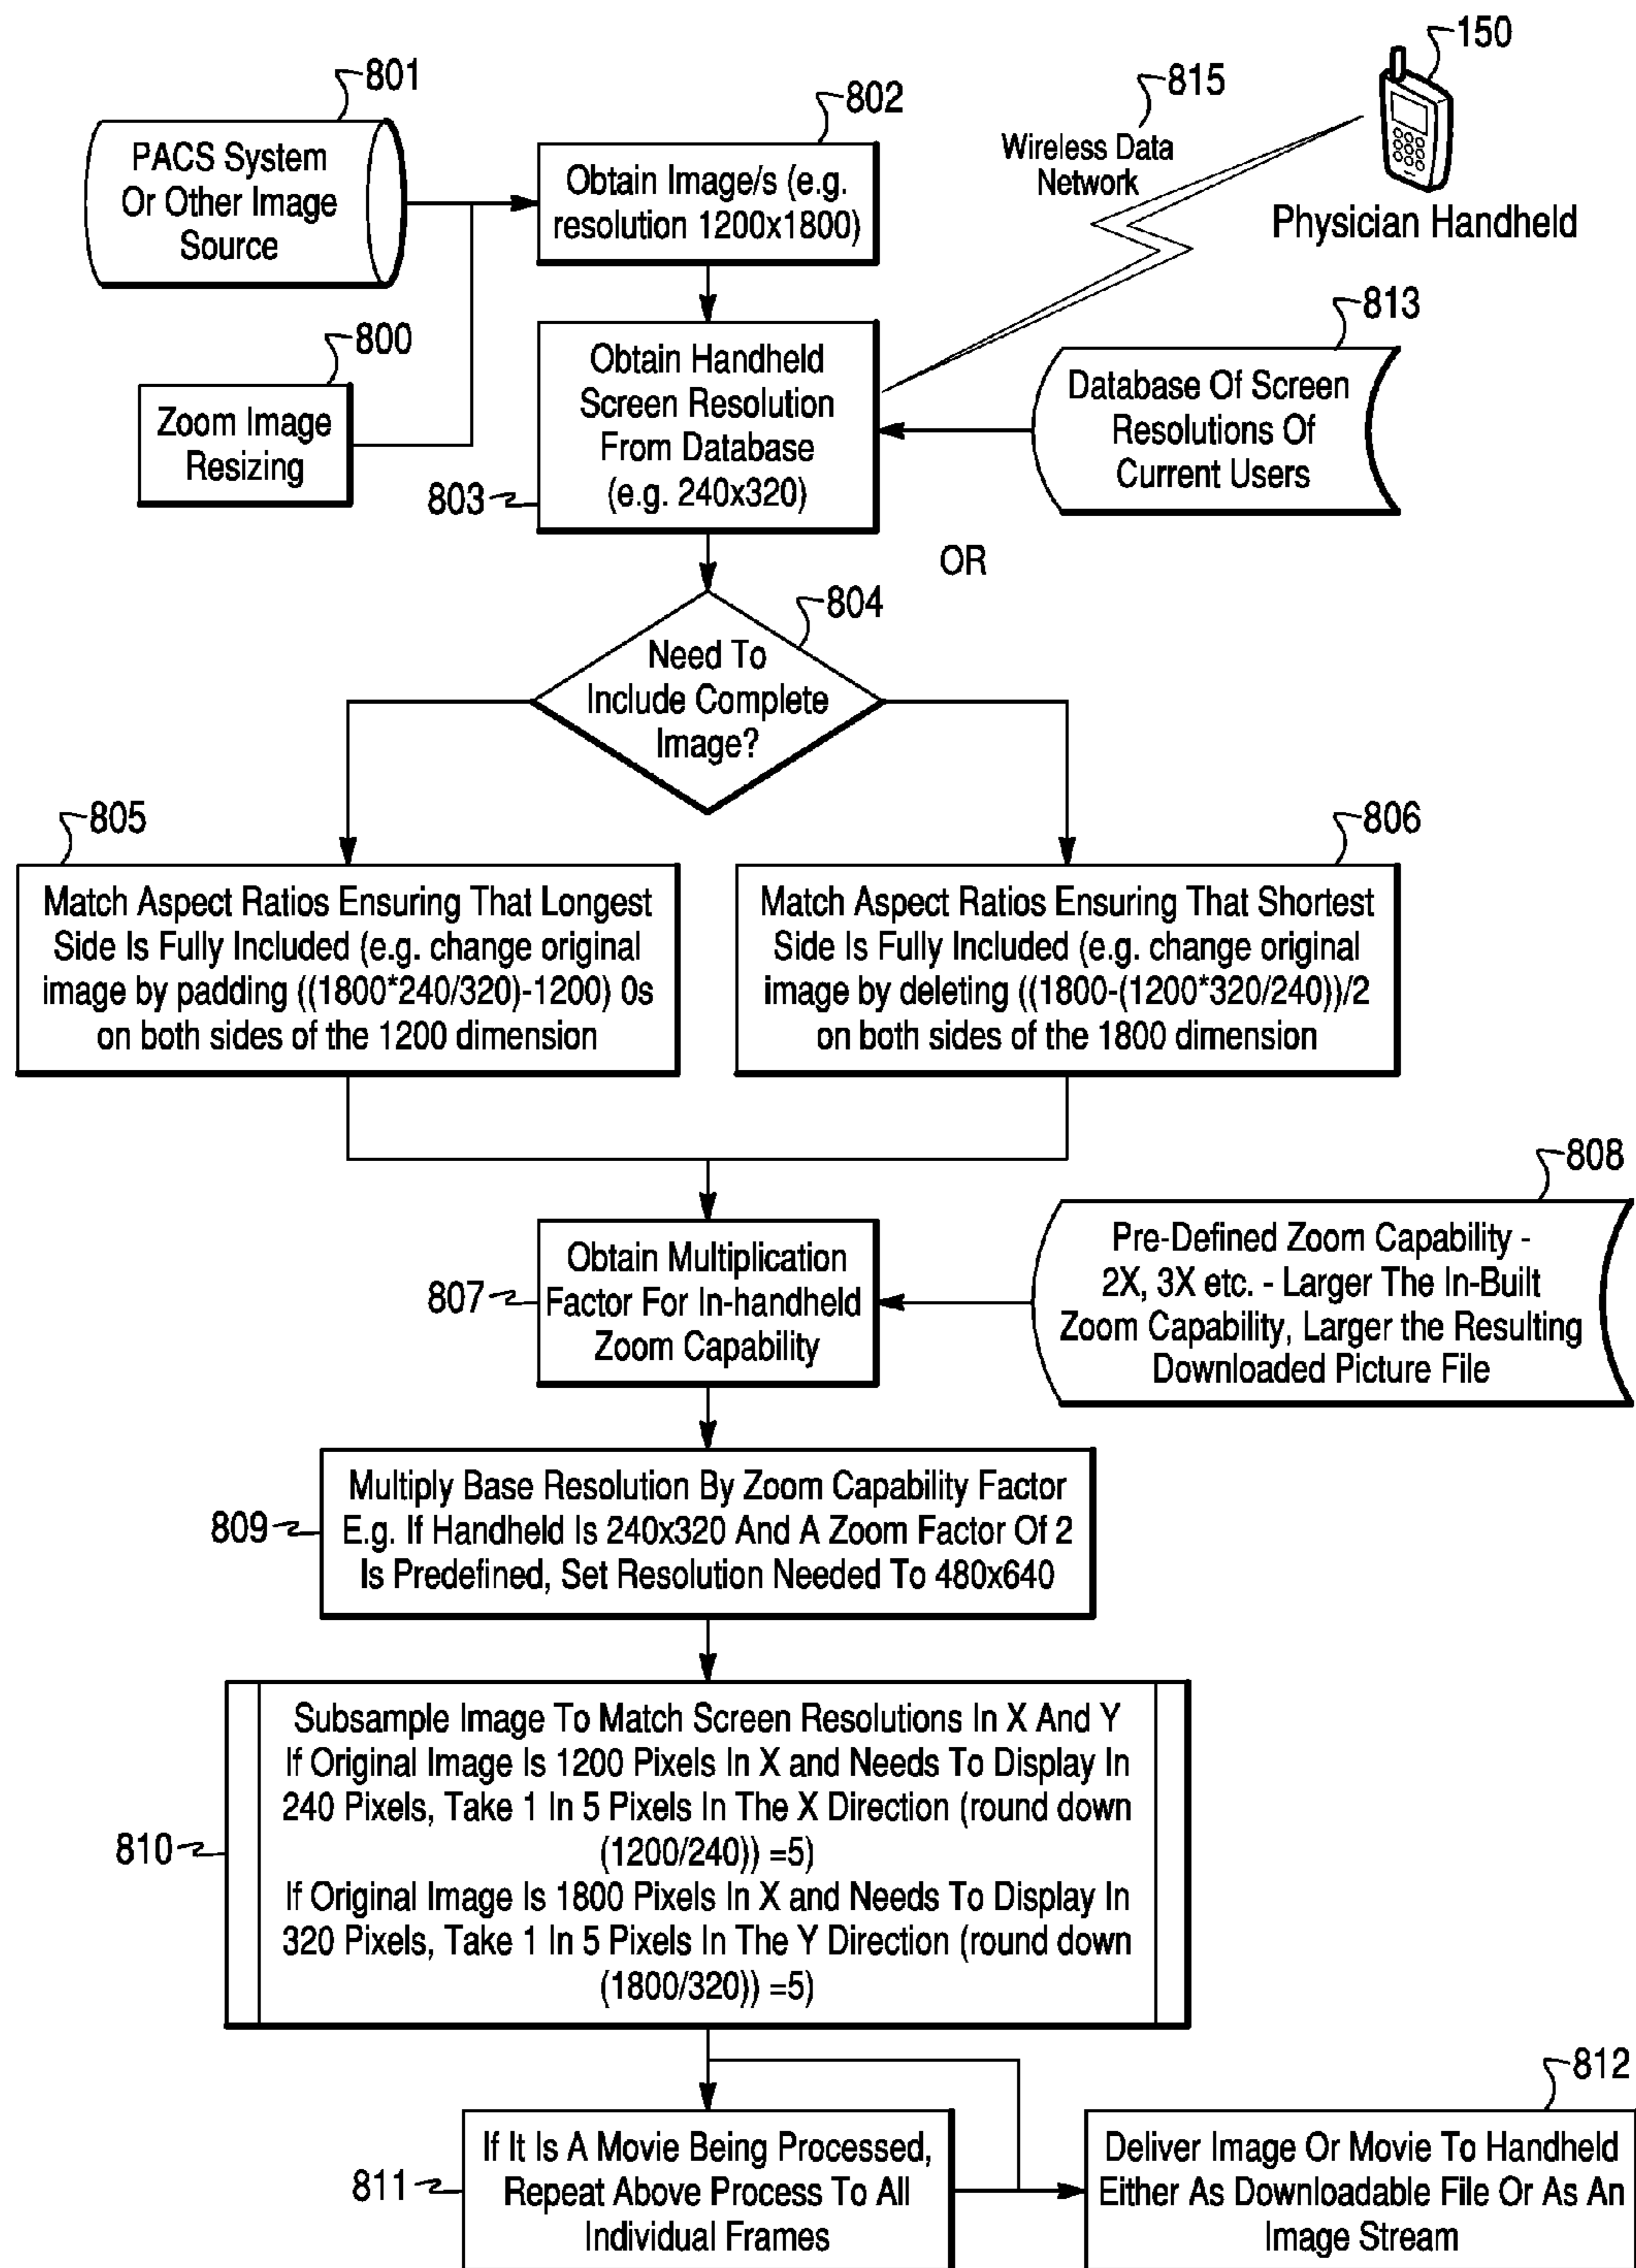 801
PACS System
Or Other Image
Source
802
Obtain Image/s (e.g.
resolution 1200x1800)
815
Wireless Data
Network
150
Physician Handheld
800
Zoom Image
Resizing
Obtain Handheld
Screen Resolution
From Database
(e.g. 240x320)
803
813
Database Of Screen
Resolutions Of
Current Users
OR
804
Need To
Include Complete
Image?
805
Match Aspect Ratios Ensuring That Longest
Side Is Fully Included (e.g. change original
image by padding ((1800*240/320)-1200) 0s
on both sides of the 1200 dimension
806
Match Aspect Ratios Ensuring That Shortest
Side Is Fully Included (e.g. change original
image by deleting ((1800-(1200*320/240))/2
on both sides of the 1800 dimension
807
Obtain Multiplication
Factor For In-handheld
Zoom Capability
808
Pre-Defined Zoom Capability -
2X, 3X etc. - Larger The In-Built
Zoom Capability, Larger the Resulting
Downloaded Picture File
809
Multiply Base Resolution By Zoom Capability Factor
E.g. If Handheld Is 240x320 And A Zoom Factor Of 2
Is Predefined, Set Resolution Needed To 480x640
810
Subsample Image To Match Screen Resolutions In X And Y
If Original Image Is 1200 Pixels In X and Needs To Display In
240 Pixels, Take 1 In 5 Pixels In The X Direction (round down
(1200/240)) =5)
If Original Image Is 1800 Pixels In X and Needs To Display In
320 Pixels, Take 1 In 5 Pixels In The Y Direction (round down
(1800/320)) =5)
811
If It Is A Movie Being Processed,
Repeat Above Process To All
Individual Frames
812
Deliver Image Or Movie To Handheld
Either As Downloadable File Or As An
Image Stream